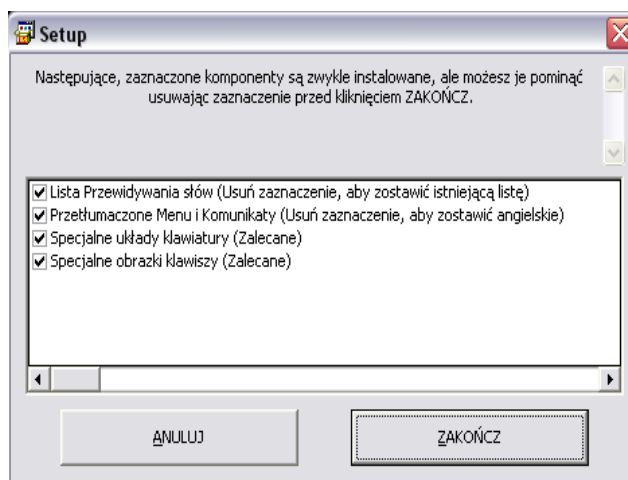 Setup
Następujące, zaznaczone komponenty są zwykle instalowane, ale możesz je pominąć
usuwając zaznaczenie przed kliknięciem ZAKOŃCZ.
Lista Przewidywania słów (Usuń zaznaczenie, aby zostawić istniejącą listę)
Przetłumaczone Menu i Komunikaty (Usuń zaznaczenie, aby zostawić angielskie)
Specjalne układy klawiatury (Zalecane)
Specjalne obrazki klawiszy (Zalecane)
ANULUJ ZAKOŃCZ